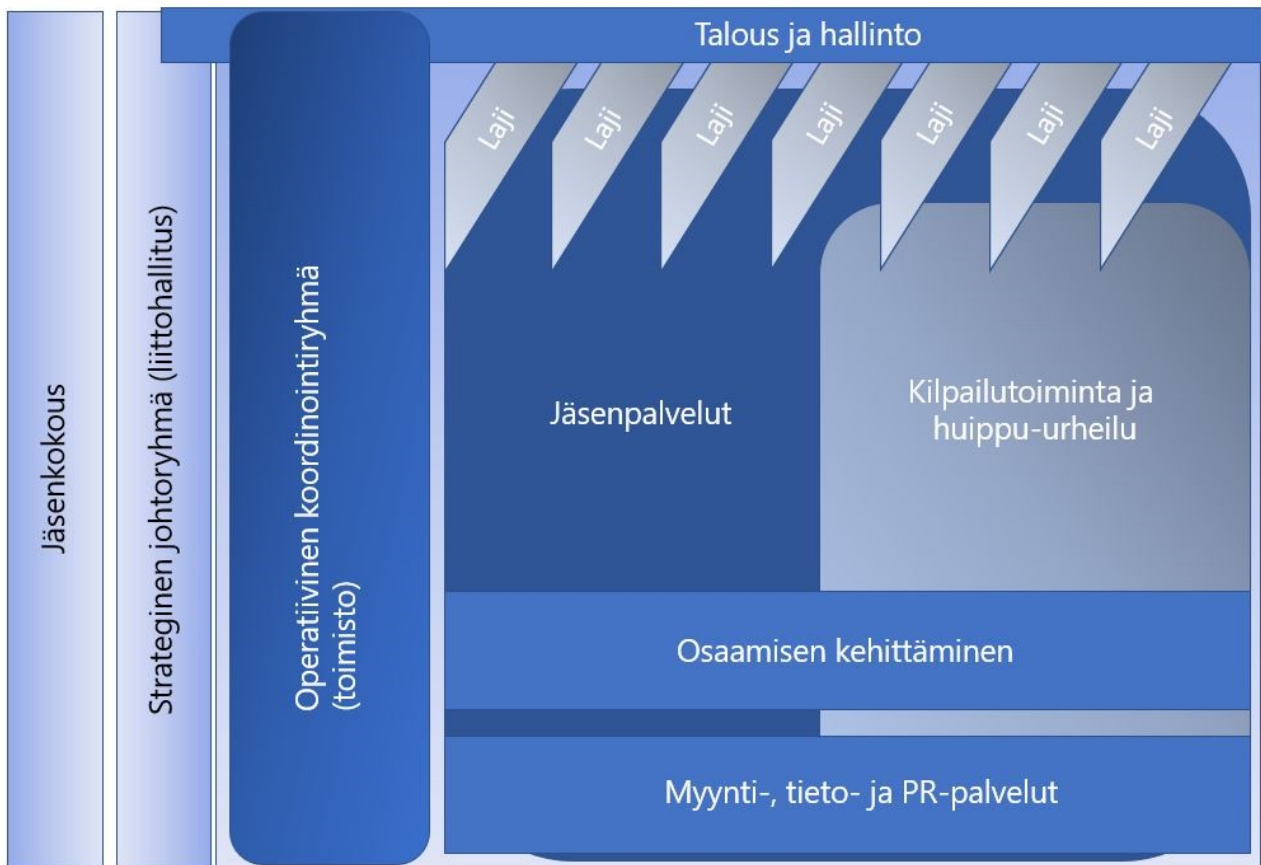 Jäsenkokous
Strateginen johtoryhmä (liittohallitus)
Operatiivinen koordinointiryhmä
(toimisto)
Talous ja hallinto
Laji
Laji
Laji
Laji
Laji
Laji
Laji
Jäsenpalvelut
Kilpailutoiminta ja
huippu-urheilu
Osaamisen kehittäminen
Myynti-, tieto- ja PR-palvelut